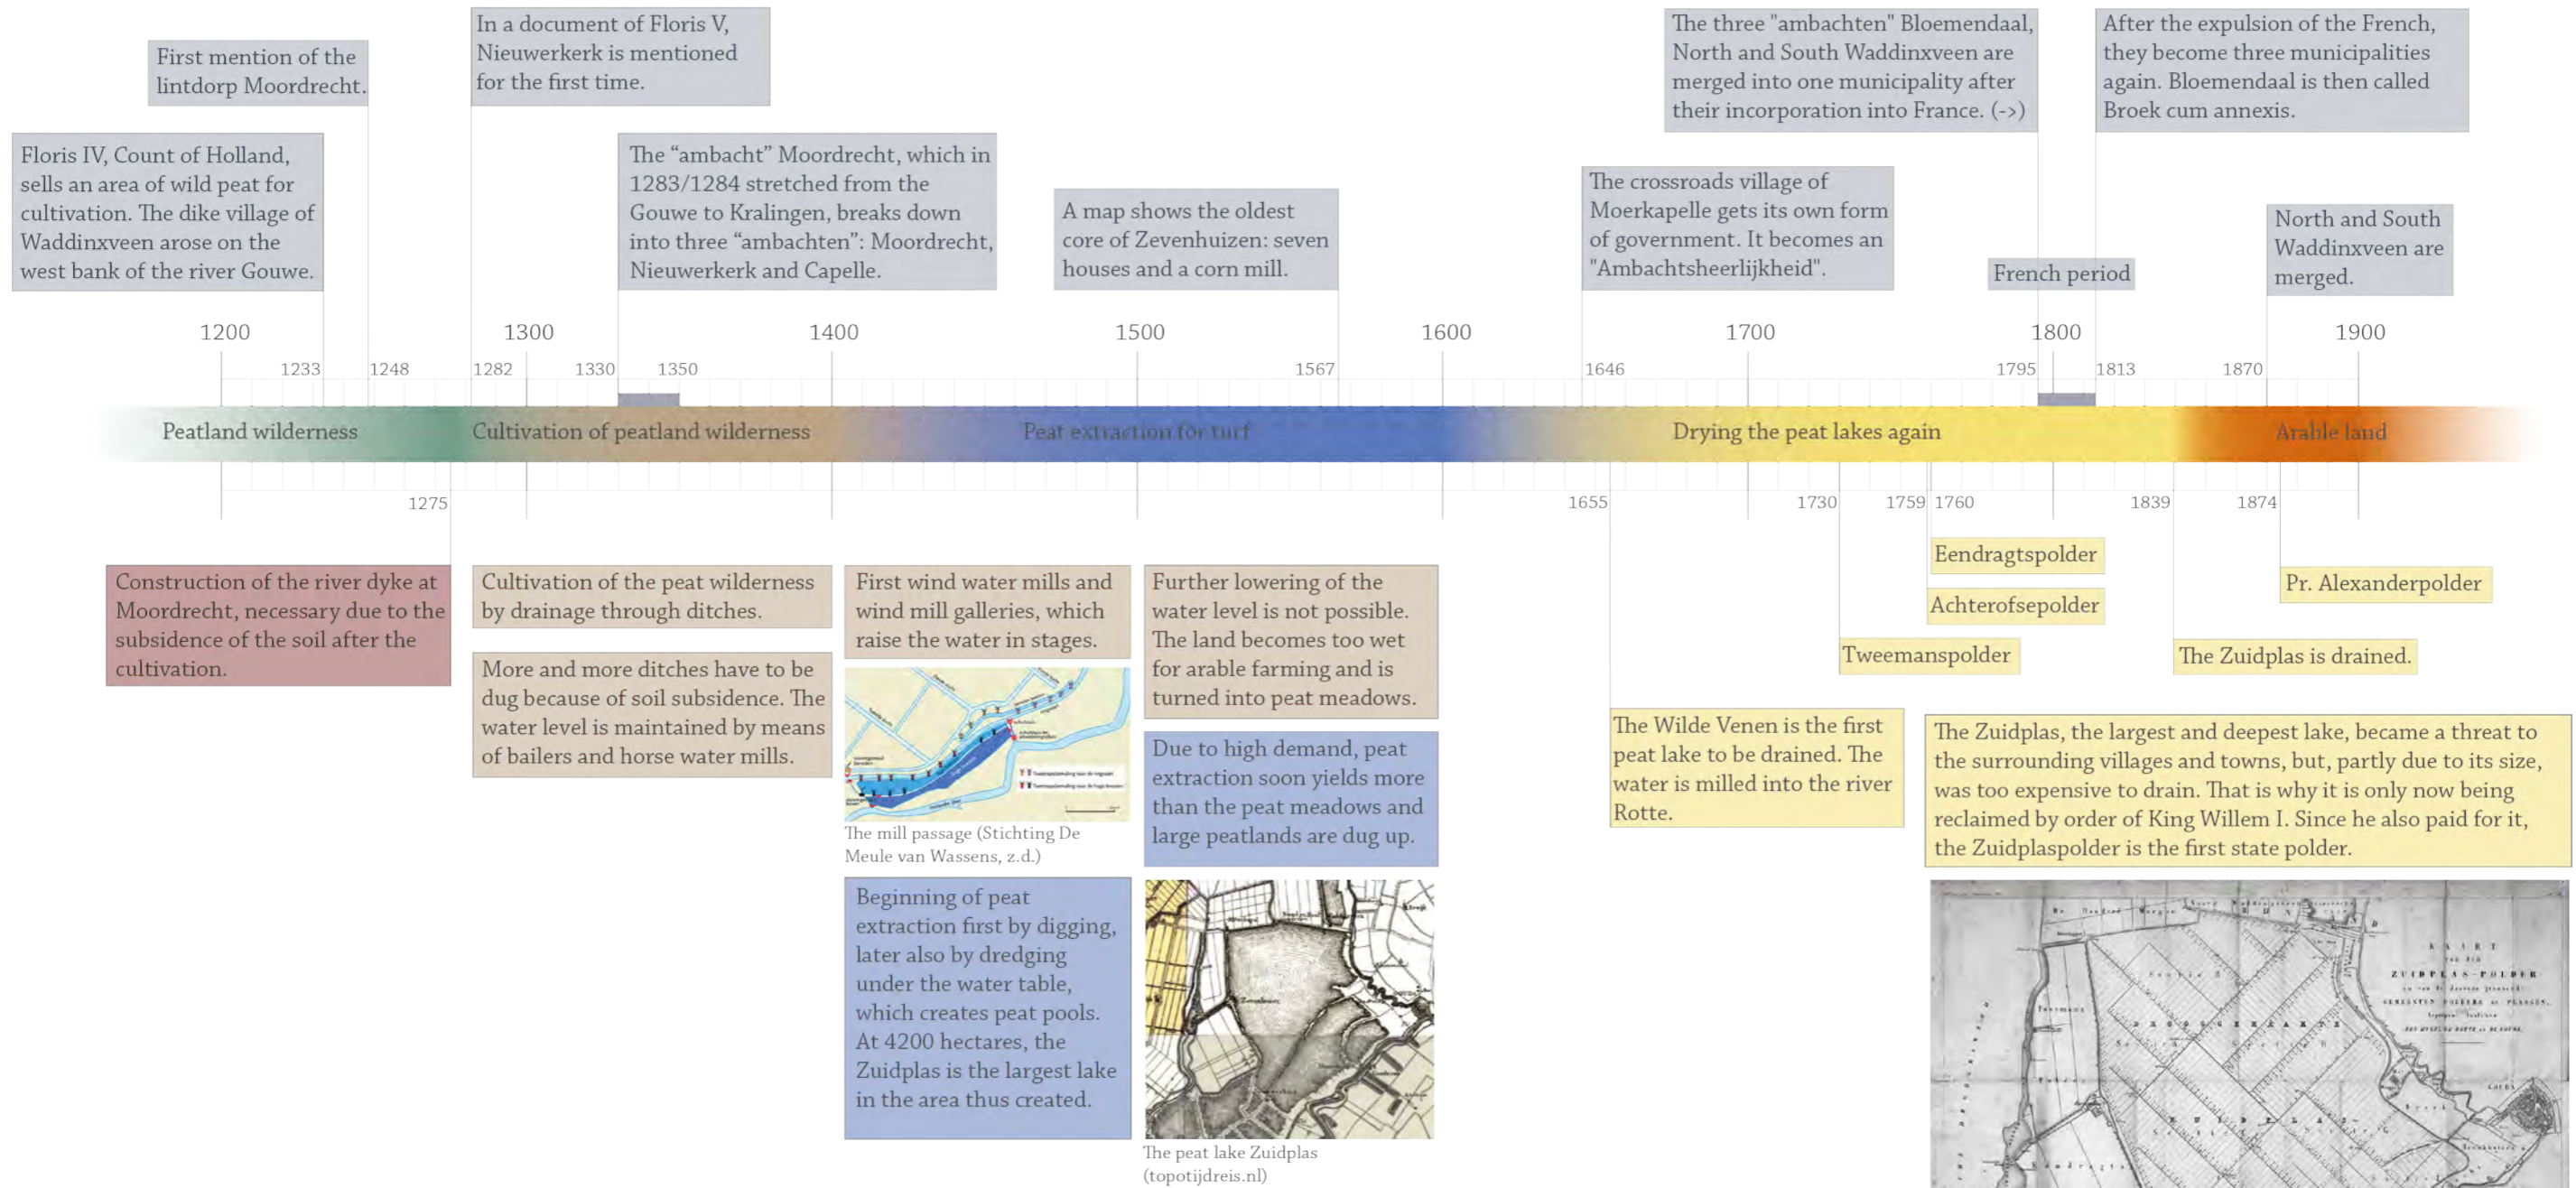 First mention of the
lintdorp Moordrecht.
In a document of Floris V,
Nieuwerkerk is mentioned
for the first time.
The three "ambachten" Bloemendaal,
North and South Waddinxveen are
merged into one municipality after
their incorporation into France. (->)
After the expulsion of the French,
they become three municipalities
again. Bloemendaal is then called
Broek cum annexis.
Floris IV, Count of Holland,
sells an area of wild peat for
cultivation. The dike village of
Waddinxveen arose on the
west bank of the river Gouwe.
The “ambacht” Moordrecht, which in
1283/1284 stretched from the
Gouwe to Kralingen, breaks down
into three “ambachten”: Moordrecht,
Nieuwerkerk and Capelle.
A map shows the oldest
core of Zevenhuizen: seven
houses and a corn mill.
The crossroads village of
Moerkapelle gets its own form
of government. It becomes an
"Ambachtsheerlijkheid".
French period
North and South
Waddinxveen are
merged.
1200 1300 1400 1500 1600 1700 1800 1900
1233 1248 1282 1330 1350 1567 1646 1795 1813 1870
Peatland wilderness Cultivation of peatland wilderness Peat extraction for turf Drying the peat lakes again Arable land
1275 1655 1730 1759 1760 1839 1874
Construction of the river dyke at
Moordrecht, necessary due to the
subsidence of the soil after the
cultivation.
Cultivation of the peat wilderness
by drainage through ditches.
More and more ditches have to be
dug because of soil subsidence. The
water level is maintained by means
of bailers and horse water mills.
First wind water mills and
wind mill galleries, which
raise the water in stages.
The mill passage (Stichting De
Meule van Wassens, z.d.)
Beginning of peat
extraction first by digging,
later also by dredging
under the water table,
which creates peat pools.
At 4200 hectares, the
Zuidplas is the largest lake
in the area thus created.
Further lowering of the
water level is not possible.
The land becomes too wet
for arable farming and is
turned into peat meadows.
Due to high demand, peat
extraction soon yields more
than the peat meadows and
large peatlands are dug up.
The peat lake Zuidplas
(topotijdreis.nl)
Eendragtspolder
Achterofsepolder
Tweemanspolder
Pr. Alexanderpolder
The Zuidplas is drained.
The Wilde Venen is the first
peat lake to be drained. The
water is milled into the river
Rotte.
The Zuidplas, the largest and deepest lake, became a threat to
the surrounding villages and towns, but, partly due to its size,
was too expensive to drain. That is why it is only now being
reclaimed by order of King Willem I. Since he also paid for it,
the Zuidplaspolder is the first state polder.
KAART
ZUIDPLAS-POLDER